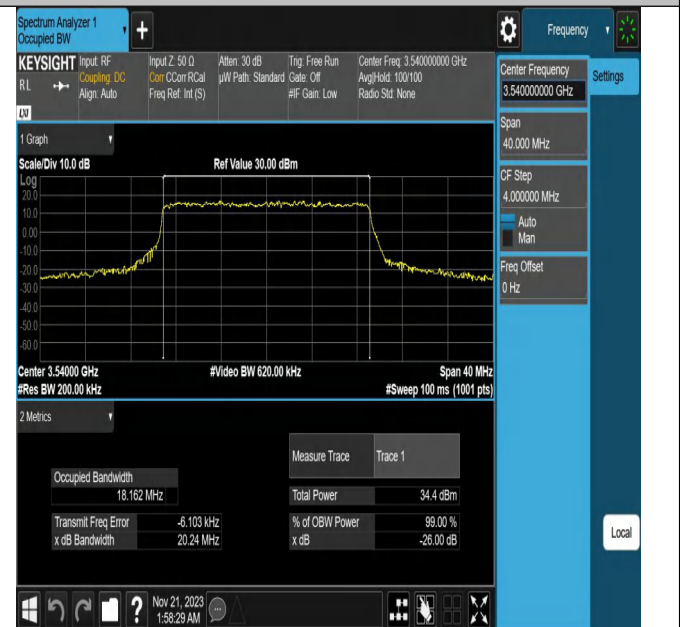 Spectrum Analyzer 1
Occupied BW
+
Frequency
KEYSIGHT
RL
LXI
Input: RF
Coupling: DC
Align: Auto
Input Z: 50 Ω
Corr CCorr RCal
Freq Ref: Int (S)
Atten: 30 dB
µW Path: Standard
Trig: Free Run
Gate: Off
#IF Gain: Low
Center Freq: 3.540000000 GHz
Avg|Hold: 100/100
Radio Std: None
Center Frequency
3.540000000 GHz
Settings
Span
40.000 MHz
CF Step
4.000000 MHz
Auto
Man
Freq Offset
0 Hz
1 Graph
Scale/Div 10.0 dB
Ref Value 30.00 dBm
Log
20.0
10.0
0.00
-10.0
-20.0
-30.0
-40.0
-50.0
-60.0
Center 3.54000 GHz
#Video BW 620.00 kHz
Span 40 MHz
#Res BW 200.00 kHz
#Sweep 100 ms (1001 pts)
2 Metrics
Measure Trace
Trace 1
Occupied Bandwidth
18.162 MHz
Total Power
34.4 dBm
Transmit Freq Error
-6.103 kHz
% of OBW Power
99.00 %
x dB Bandwidth
20.24 MHz
x dB
-26.00 dB
Local
?
Nov 21, 2023
1:58:29 AM